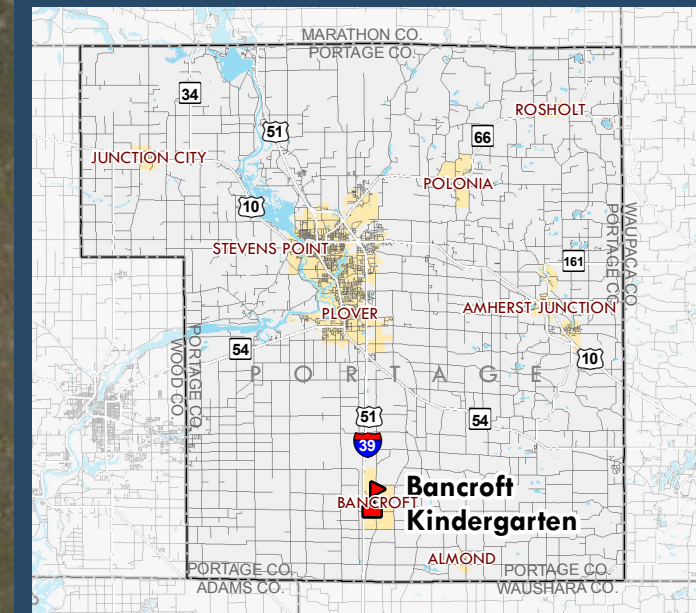 MARATHON CO.
PORTAGE CO.
34
51
ROSHOLT
66
JUNCTION CITY
POLONIA
10
WAUPACA CO.
PORTAGE CO.
STEVENS POINT
161
AMHERST JUNCTION
PLOVER
PORTAGE CO.
WOOD CO.
54
10
PORTAGE
51
54
39
Bancroft
Kindergarten
BANCROFT
ALMOND
PORTAGE CO.
ADAMS CO.
PORTAGE CO.
WAUSHARA CO.